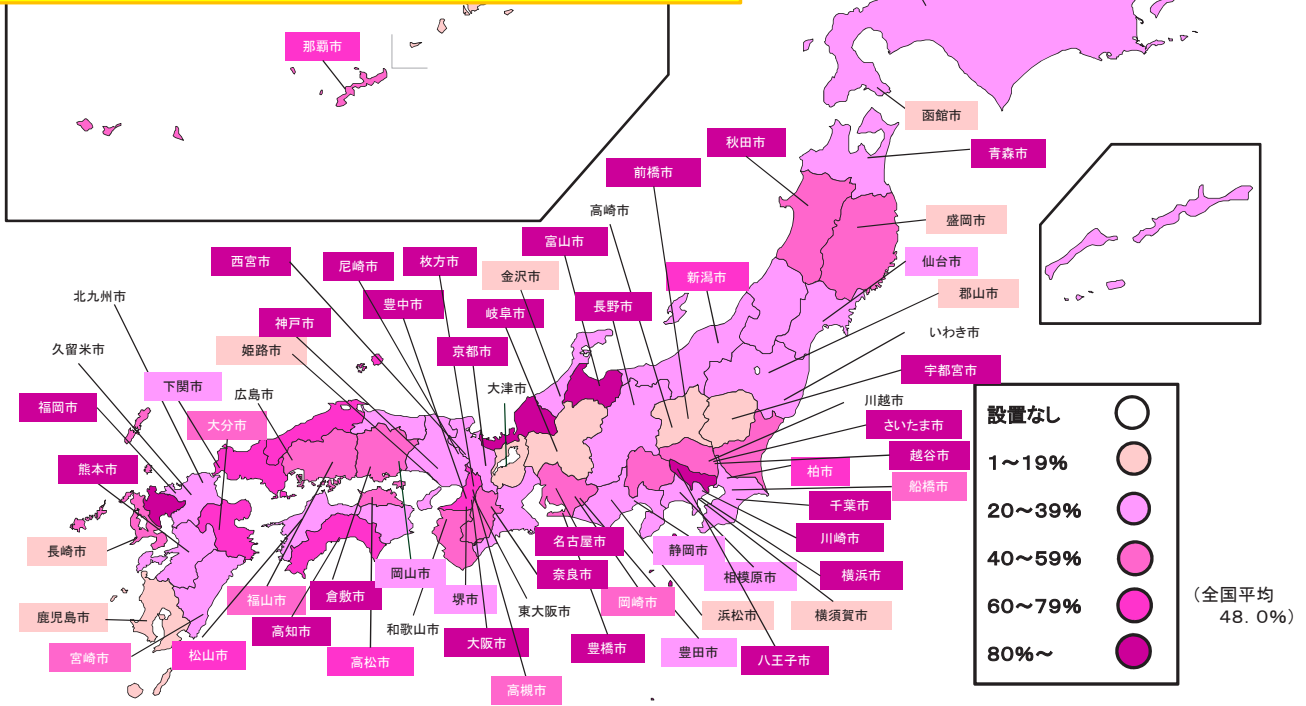 那覇市
函館市
秋田市
青森市
前橋市
高崎市
盛岡市
富山市
西宮市
尼崎市
枚方市
金沢市
新潟市
仙台市
北九州市
豊中市
岐阜市
長野市
郡山市
神戸市
いわき市
久留米市
姫路市
京都市
宇都宮市
下関市
広島市
大津市
川越市
福岡市
大分市
さいたま市
越谷市
熊本市
柏市
船橋市
千葉市
川崎市
長崎市
名古屋市
静岡市
岡山市
奈良市
相模原市
横浜市
福山市
倉敷市
堺市
東大阪市
岡崎市
浜松市
横須賀市
鹿児島市
高知市
和歌山市
大阪市
豊橋市
豊田市
八王子市
宮崎市
松山市
高松市
高槻市
設置なし
1～19%
20～39%
40～59%
60～79%
80%～
（全国平均
48.0%）